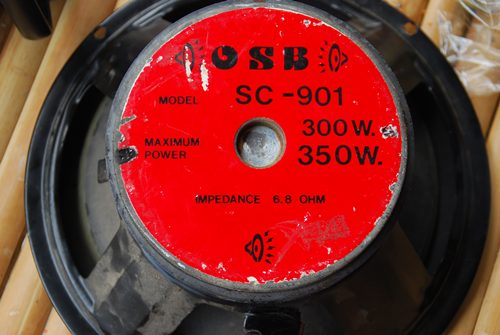 OSB
MODEL SC-901
300W.
MAXIMUM
POWER 350W.
IMPEDANCE 6.8 OHM